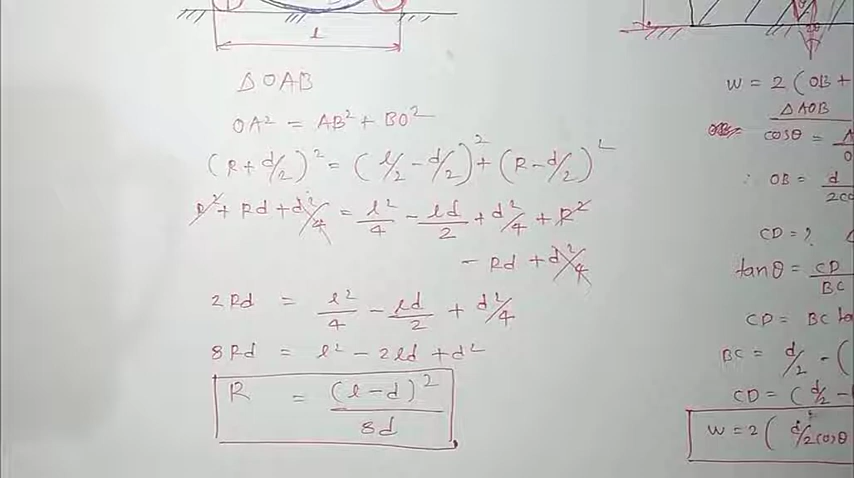 l
△OAB
OA² = AB² + BO²
(R + d/2)² = (l/2 - d/2)² + (R - d/2)²
R² + Rd + d²/4 = l²/4 - ld/2 + d²/4 + R²
- Rd + d²/4
2Rd = l²/4 - ld/2 + d²/4
8Rd = l² - 2ld + d²
R = (l-d)²/8d
W = 2 (OB +
△AOB
cosθ = A/O
∴ OB = d/2co
CD = ?
tanθ = CD/BC
CD = BC ta
BC = d/2 - (
CD = (d/2 -
W = 2 ( d/2cosθ